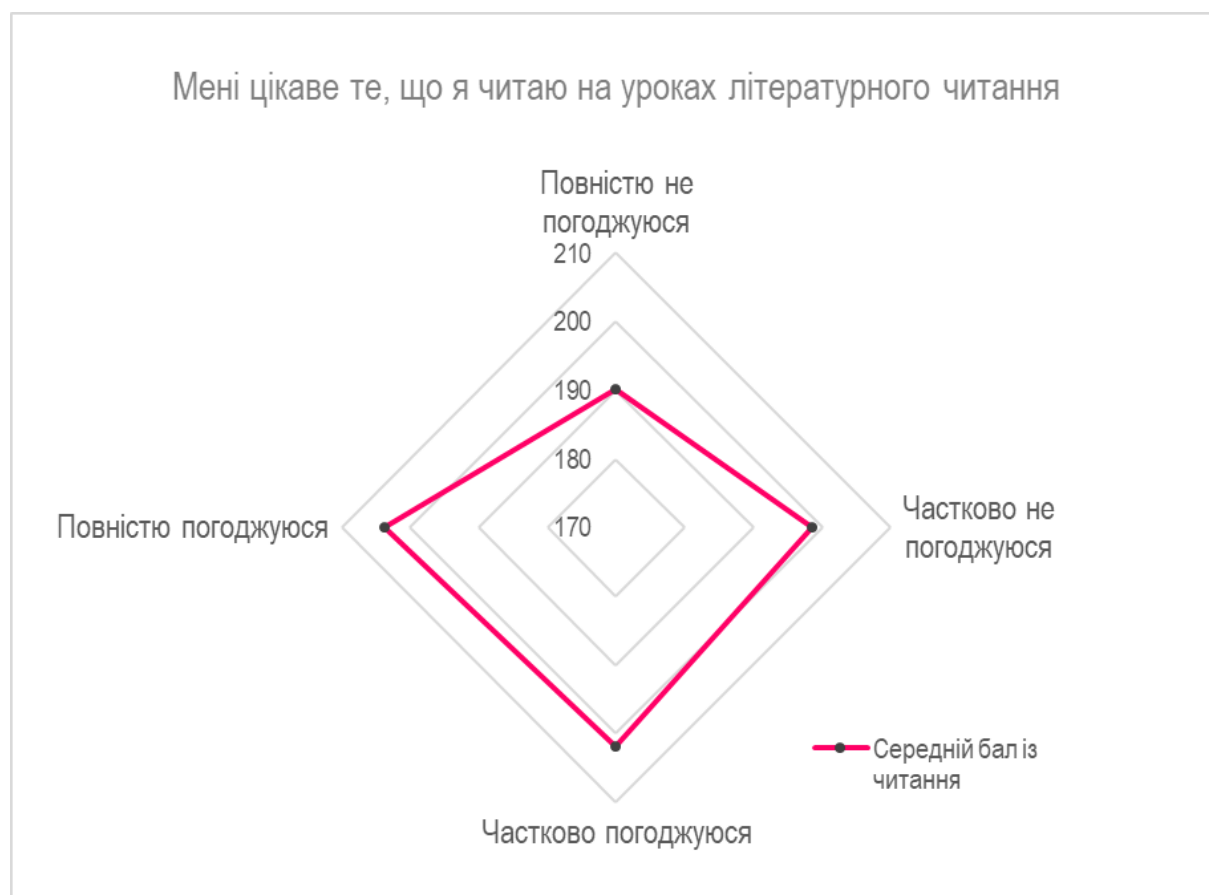 Мені цікаве те, що я читаю на уроках літературного читання
Повністю не
погоджуюся
210
200
190
180
170
Частково не
погоджуюся
Повністю погоджуюся
Середній бал із
читання
Частково погоджуюся